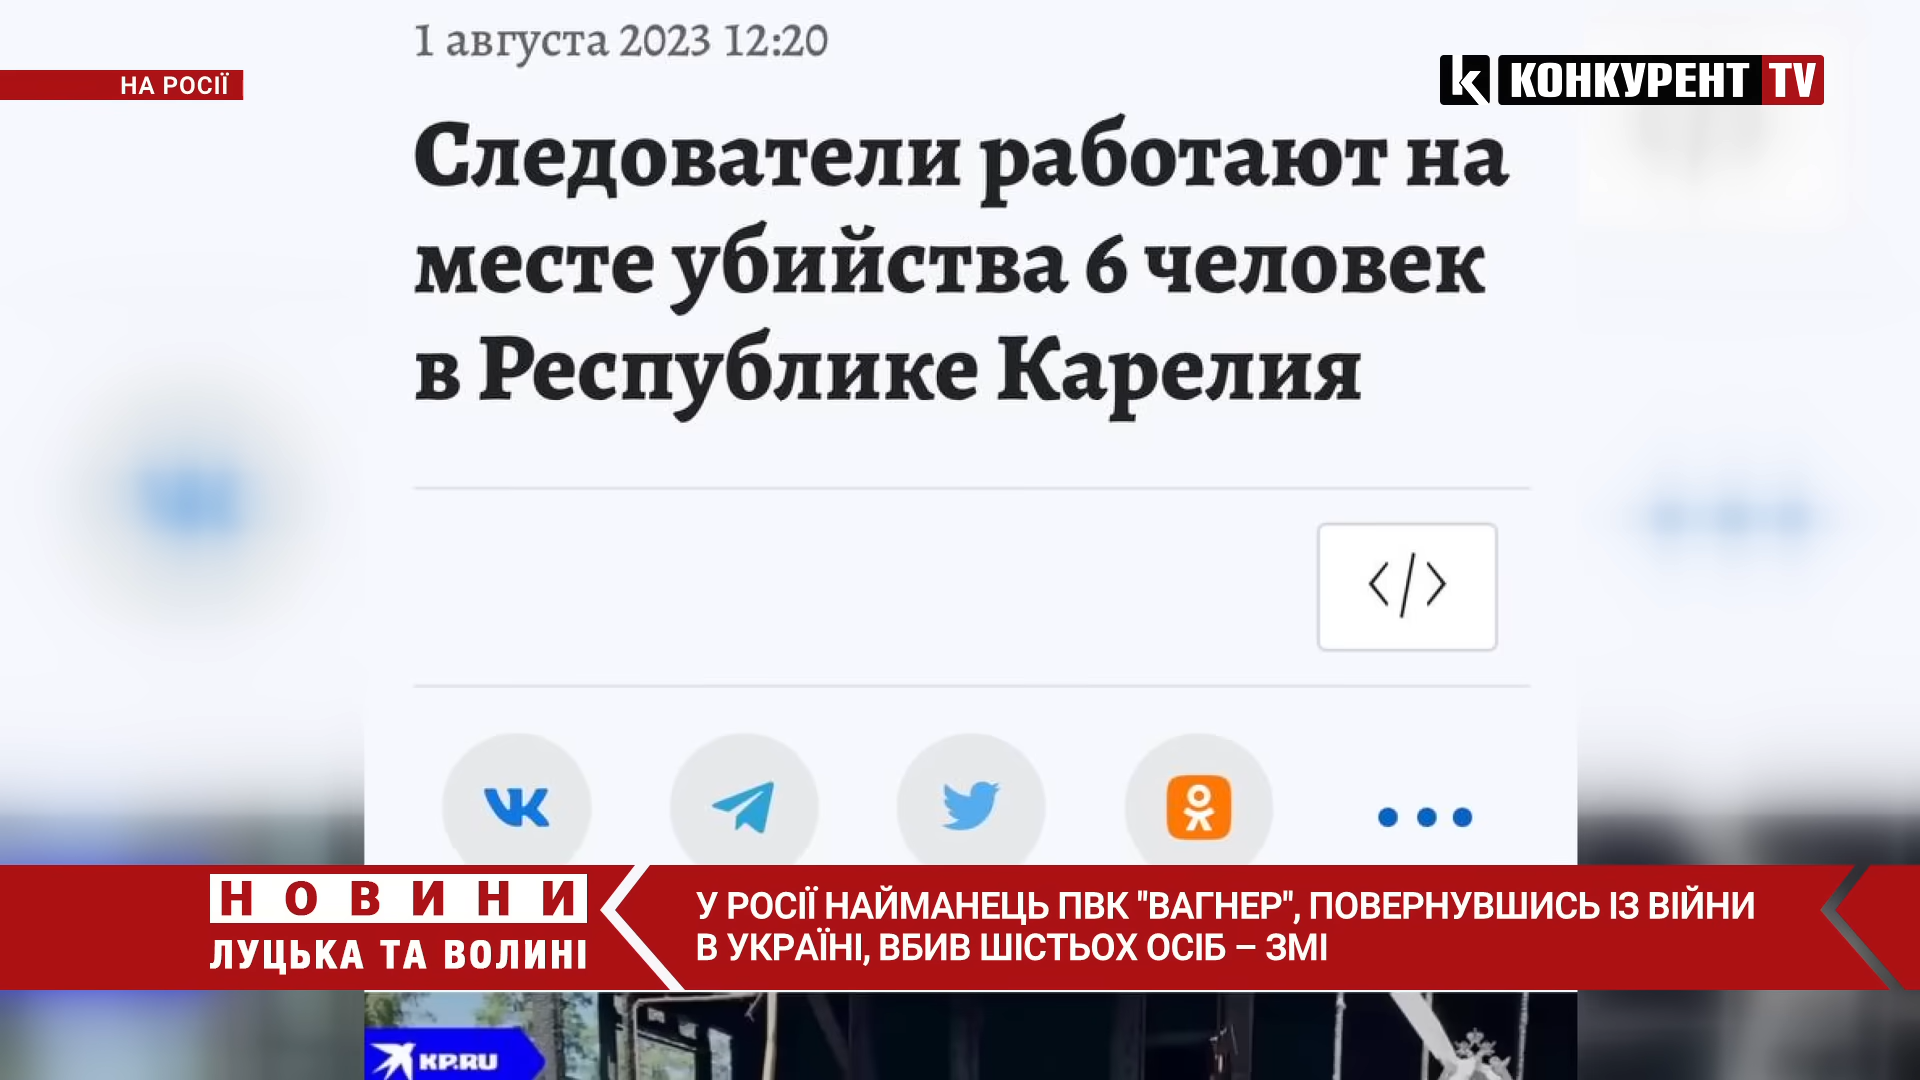 1 августа 2023 12:20
НА РОСІЇ
КОНКУРЕНТ TV
Следователи работают на
месте убийства 6 человек
в Республике Карелия
</>
НОВИНИ
ЛУЦЬКА ТА ВОЛИНІ
У РОСІЇ НАЙМАНЕЦЬ ПВК "ВАГНЕР", ПОВЕРНУВШИСЬ ІЗ ВІЙНИ
В УКРАЇНІ, ВБИВ ШІСТЬОХ ОСІБ – ЗМІ
KP.RU